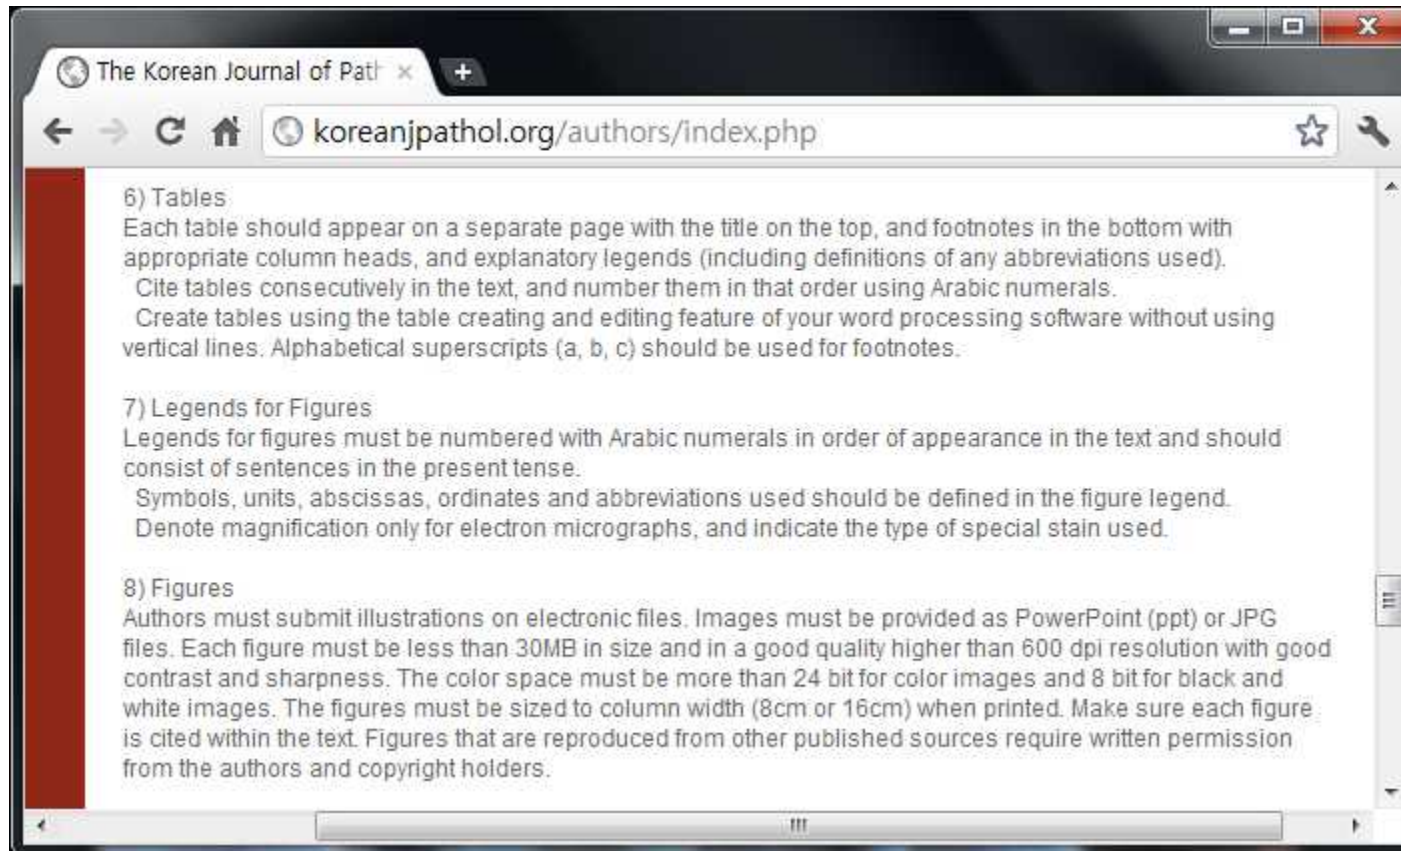 The Korean Journal of Path
koreanjpathol.org/authors/index.php
6) Tables
Each table should appear on a separate page with the title on the top, and footnotes in the bottom with
appropriate column heads, and explanatory legends (including definitions of any abbreviations used).
Cite tables consecutively in the text, and number them in that order using Arabic numerals.
Create tables using the table creating and editing feature of your word processing software without using
vertical lines. Alphabetical superscripts (a, b, c) should be used for footnotes.
7) Legends for Figures
Legends for figures must be numbered with Arabic numerals in order of appearance in the text and should
consist of sentences in the present tense.
Symbols, units, abscissas, ordinates and abbreviations used should be defined in the figure legend.
Denote magnification only for electron micrographs, and indicate the type of special stain used.
8) Figures
Authors must submit illustrations on electronic files. Images must be provided as PowerPoint (ppt) or JPG
files. Each figure must be less than 30MB in size and in a good quality higher than 600 dpi resolution with good
contrast and sharpness. The color space must be more than 24 bit for color images and 8 bit for black and
white images. The figures must be sized to column width (8cm or 16cm) when printed. Make sure each figure
is cited within the text. Figures that are reproduced from other published sources require written permission
from the authors and copyright holders.